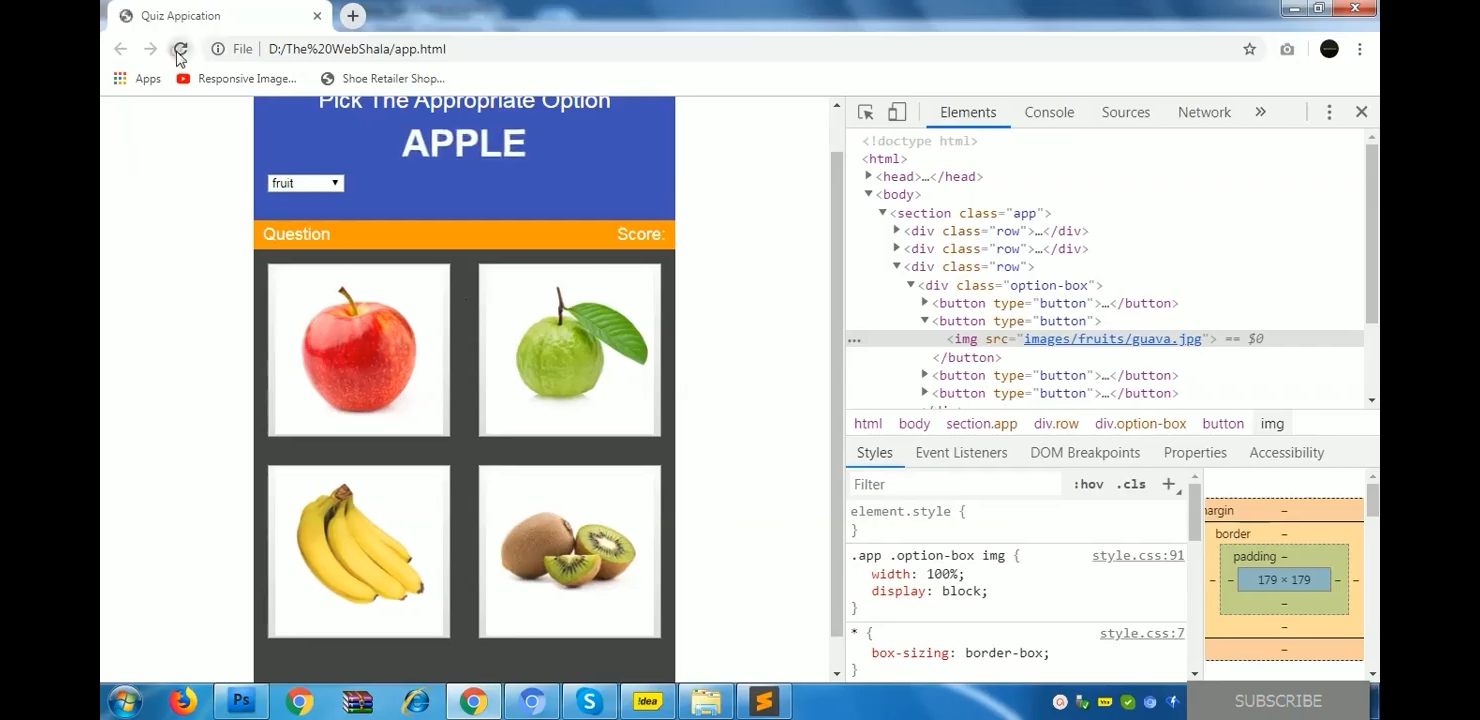 Quiz Appication
File D:/The%20WebShala/app.html
Apps Responsive Image... Shoe Retailer Shop...
Pick The Appropriate Option
APPLE
fruit
Question Score:
Elements Console Sources Network »
<!doctype html>
<html>
<head>…</head>
<body>
<section class="app">
<div class="row">…</div>
<div class="row">…</div>
<div class="row">
<div class="option-box">
<button type="button">…</button>
<button type="button">
… <img src="images/fruits/guava.jpg"> == $0
</button>
<button type="button">…</button>
<button type="button">…</button>
html body section.app div.row div.option-box button img
Styles Event Listeners DOM Breakpoints Properties Accessibility
Filter :hov .cls +
element.style {
}
.app .option-box img { style.css:91
width: 100%;
display: block;
}
* { style.css:7
box-sizing: border-box;
}
border –
padding –
– – 179 × 179 – –
–
–
–
Ps !dea
SUBSCRIBE